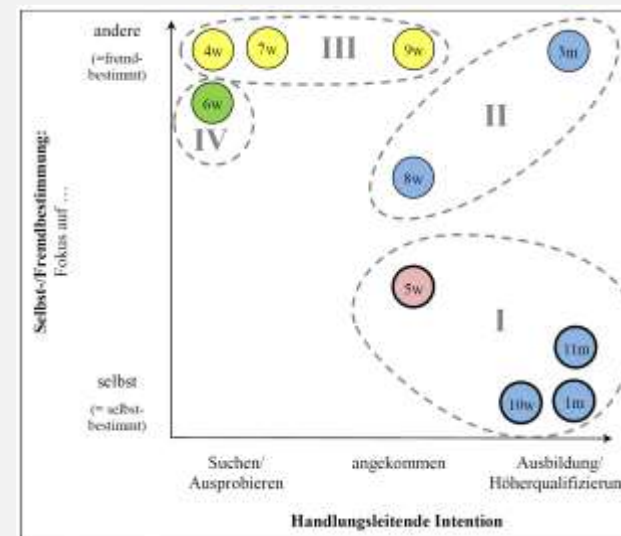 andere
(=fremd-
bestimmt)
4w
7w
III
9w
3m
6w
IV
II
8w
Selbst-/Fremdbestimmung:
Fokus auf …
5w
I
11m
selbst
(= selbst-
bestimmt)
10w
1m
Suchen/
Ausprobieren
angekommen
Ausbildung/
Höherqualifizierun
Handlungsleitende Intention